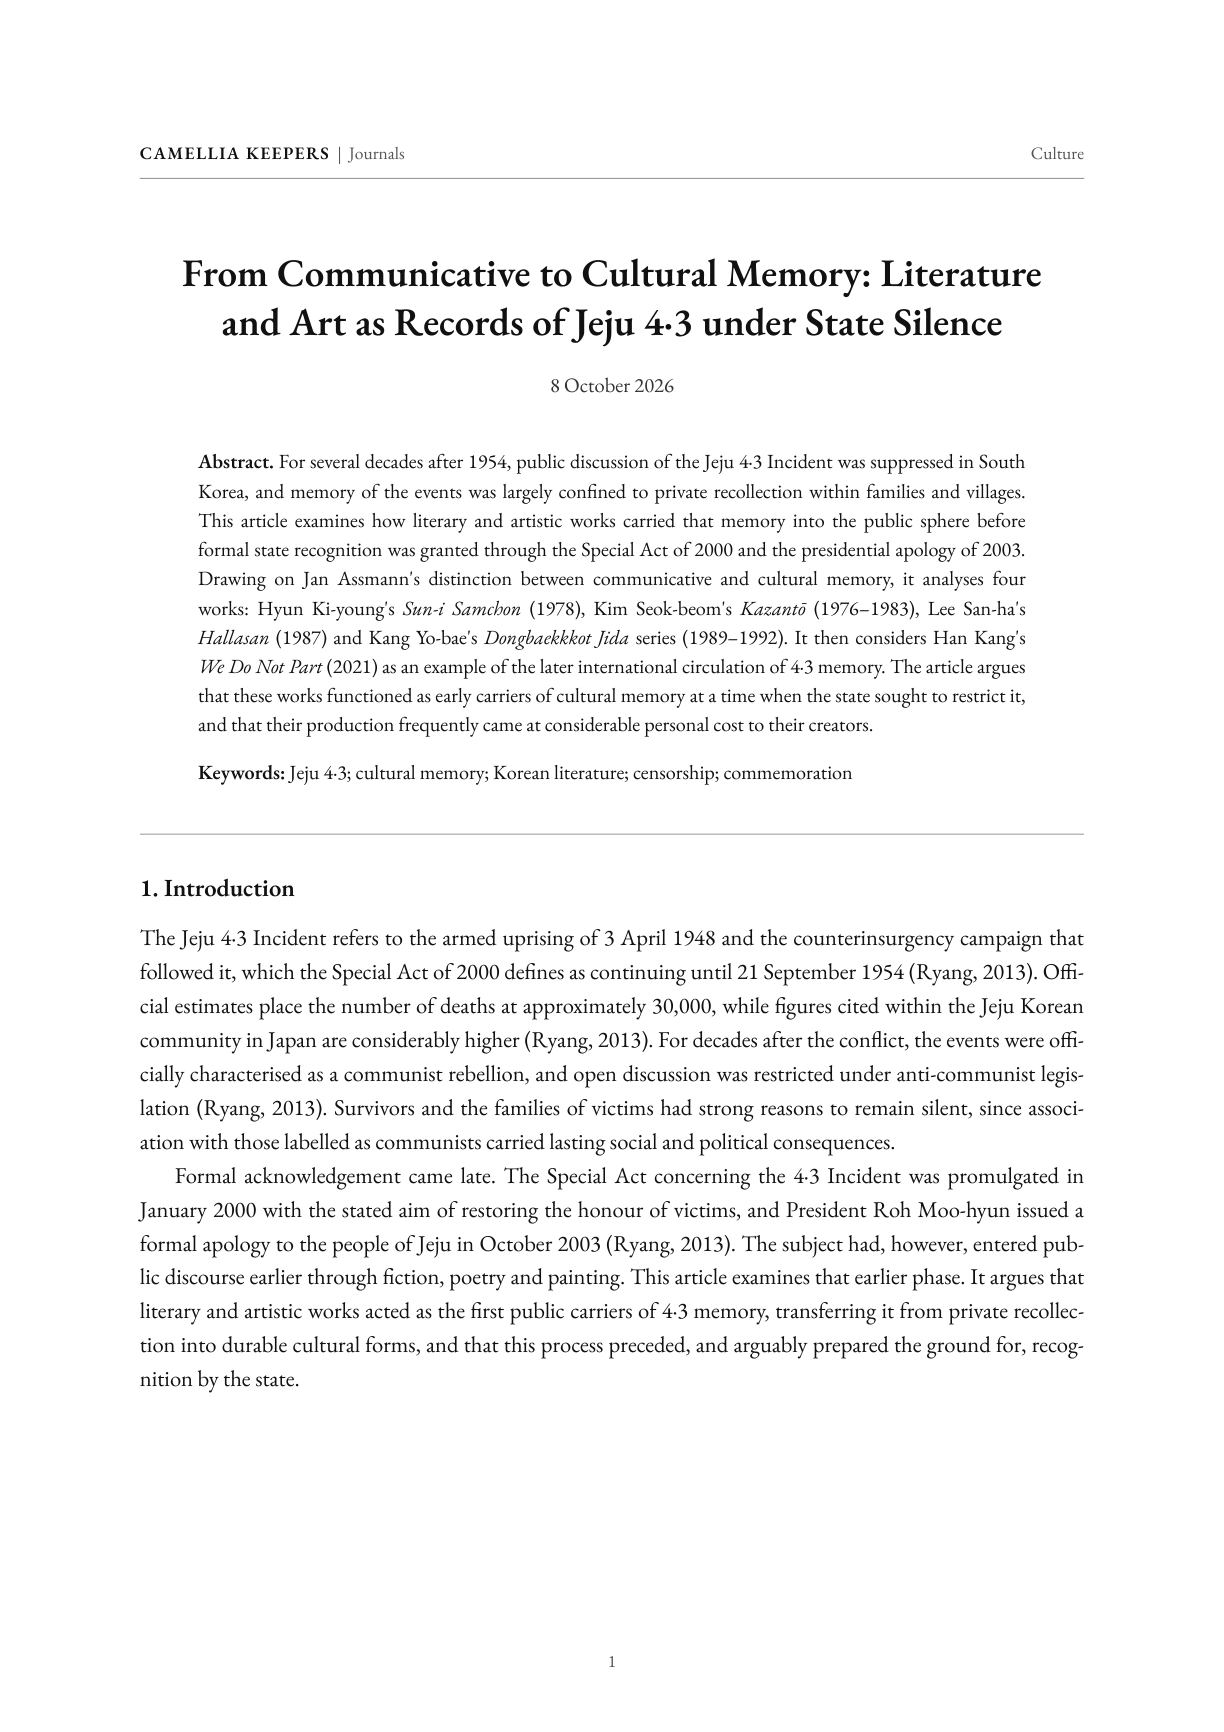 CAMELLIA KEEPERS | Journals
Culture
From Communicative to Cultural Memory: Literature
and Art as Records of Jeju 4·3 under State Silence
8 October 2026
Abstract. For several decades after 1954, public discussion of the Jeju 4·3 Incident was suppressed in South
Korea, and memory of the events was largely confined to private recollection within families and villages.
This article examines how literary and artistic works carried that memory into the public sphere before
formal state recognition was granted through the Special Act of 2000 and the presidential apology of 2003.
Drawing on Jan Assmann's distinction between communicative and cultural memory, it analyses four
works: Hyun Ki-young's Sun-i Samchon (1978), Kim Seok-beom's Kazantō (1976–1983), Lee San-ha's
Hallasan (1987) and Kang Yo-bae's Dongbaekkkot Jida series (1989–1992). It then considers Han Kang's
We Do Not Part (2021) as an example of the later international circulation of 4·3 memory. The article argues
that these works functioned as early carriers of cultural memory at a time when the state sought to restrict it,
and that their production frequently came at considerable personal cost to their creators.
Keywords: Jeju 4·3; cultural memory; Korean literature; censorship; commemoration
1. Introduction
The Jeju 4·3 Incident refers to the armed uprising of 3 April 1948 and the counterinsurgency campaign that
followed it, which the Special Act of 2000 defines as continuing until 21 September 1954 (Ryang, 2013). Offi-
cial estimates place the number of deaths at approximately 30,000, while figures cited within the Jeju Korean
community in Japan are considerably higher (Ryang, 2013). For decades after the conflict, the events were offi-
cially characterised as a communist rebellion, and open discussion was restricted under anti-communist legis-
lation (Ryang, 2013). Survivors and the families of victims had strong reasons to remain silent, since associ-
ation with those labelled as communists carried lasting social and political consequences.
Formal acknowledgement came late. The Special Act concerning the 4·3 Incident was promulgated in
January 2000 with the stated aim of restoring the honour of victims, and President Roh Moo-hyun issued a
formal apology to the people of Jeju in October 2003 (Ryang, 2013). The subject had, however, entered pub-
lic discourse earlier through fiction, poetry and painting. This article examines that earlier phase. It argues that
literary and artistic works acted as the first public carriers of 4·3 memory, transferring it from private recollec-
tion into durable cultural forms, and that this process preceded, and arguably prepared the ground for, recog-
nition by the state.
1